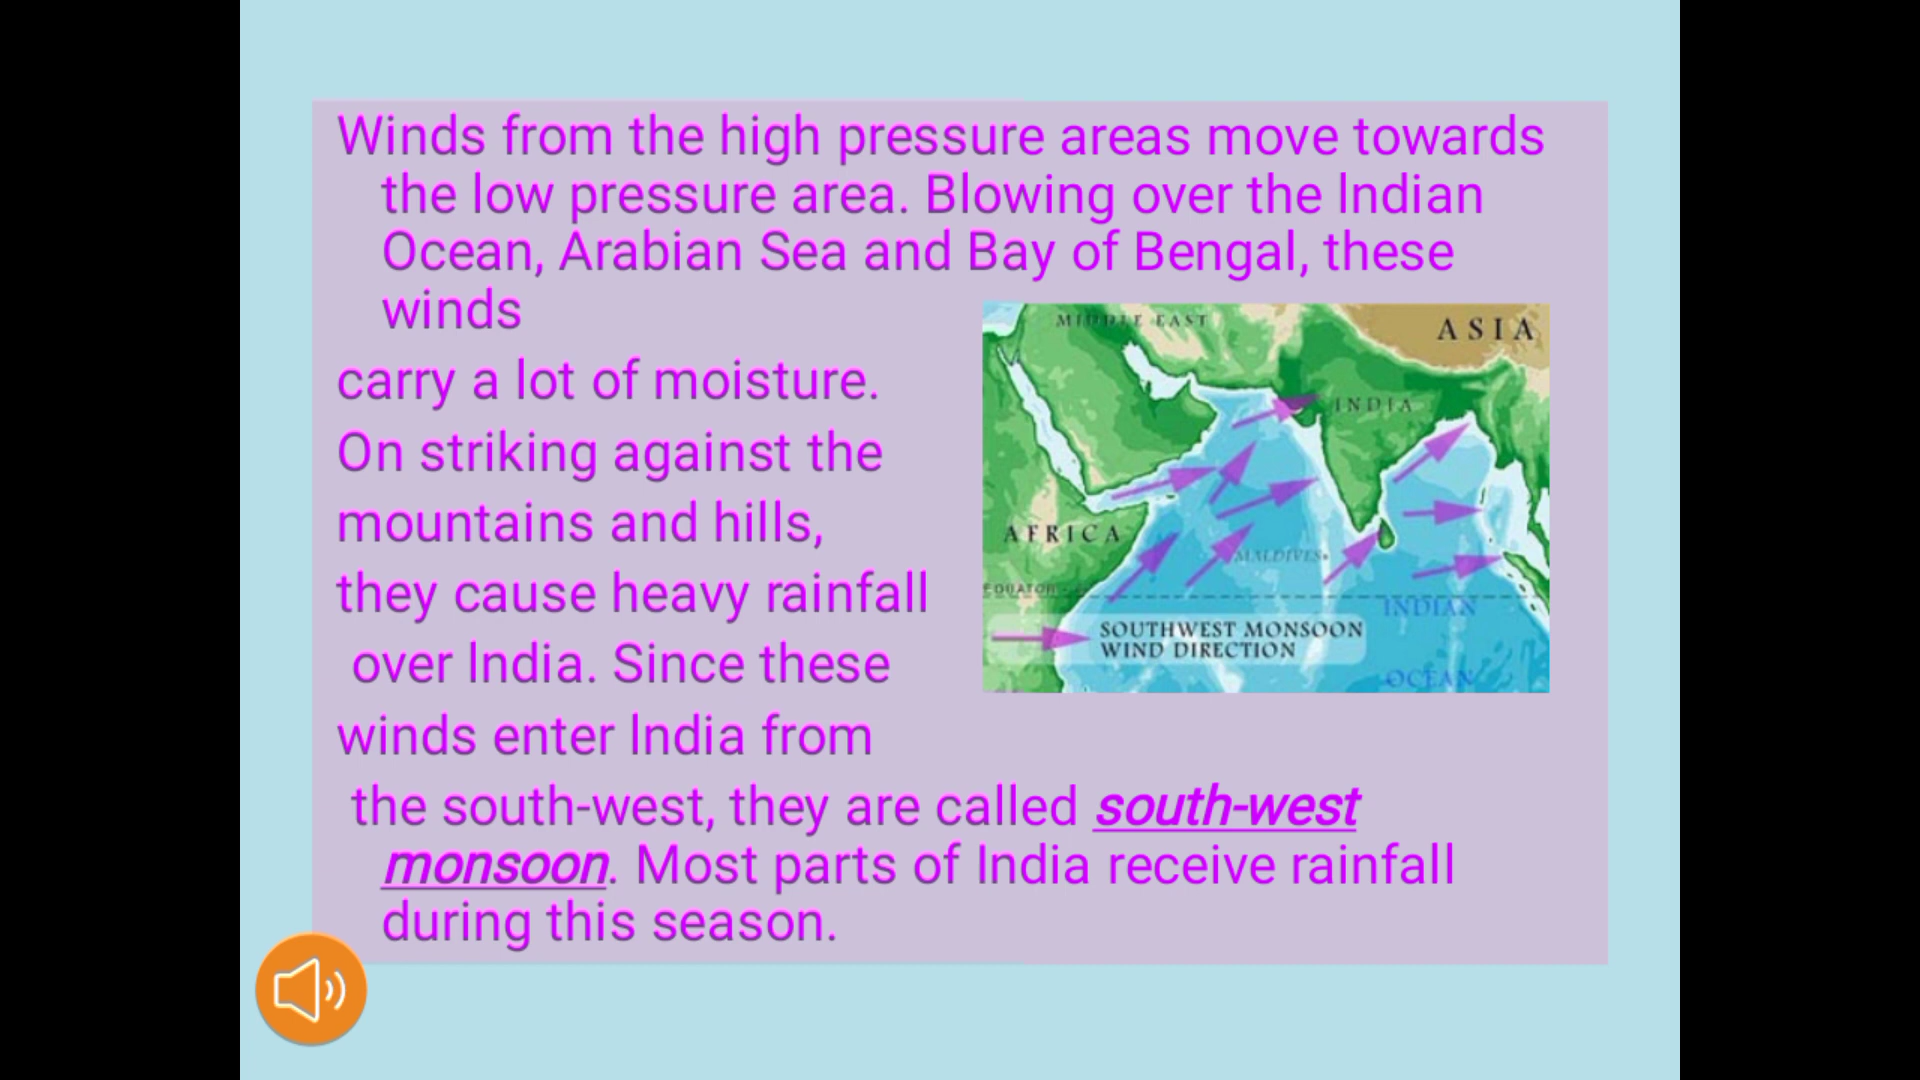 Winds from the high pressure areas move towards
the low pressure area. Blowing over the Indian
Ocean, Arabian Sea and Bay of Bengal, these
winds
carry a lot of moisture.
On striking against the
mountains and hills,
they cause heavy rainfall
over India. Since these
winds enter India from
the south-west, they are called south-west
monsoon. Most parts of India receive rainfall
during this season.
MIDDLE EAST
ASIA
INDIA
AFRICA
MALDIVES
EQUATOR
INDIAN
SOUTHWEST MONSOON
WIND DIRECTION
OCEAN